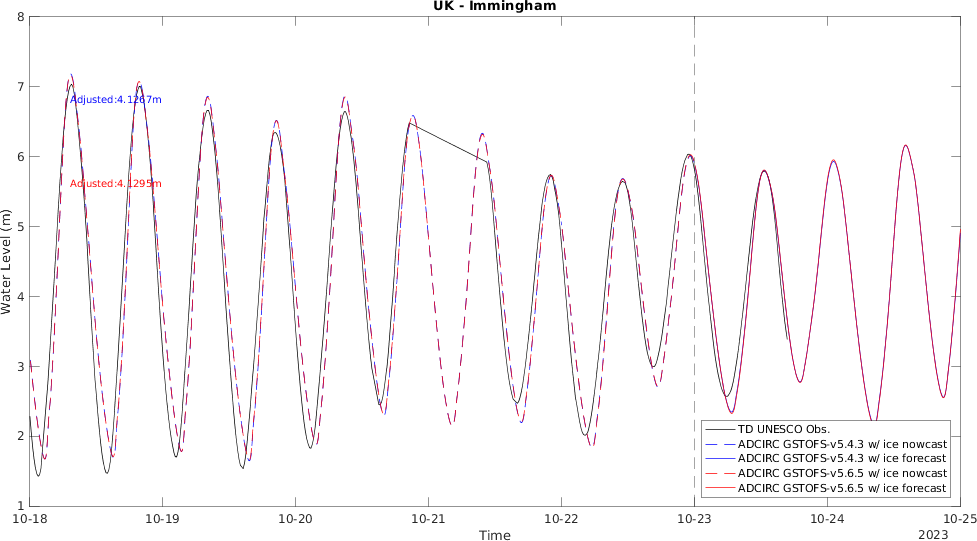 UK - Immingham
8
7
6
5
4
3
2
1
Water Level (m)
Adjusted:4.1267m
Adjusted:4.1295m
TD UNESCO Obs.
ADCIRC GSTOFS-v5.4.3 w/ ice nowcast
ADCIRC GSTOFS-v5.4.3 w/ ice forecast
ADCIRC GSTOFS-v5.6.5 w/ ice nowcast
ADCIRC GSTOFS-v5.6.5 w/ ice forecast
10-18 10-19 10-20 10-21 10-22 10-23 10-24 10-25
Time
2023